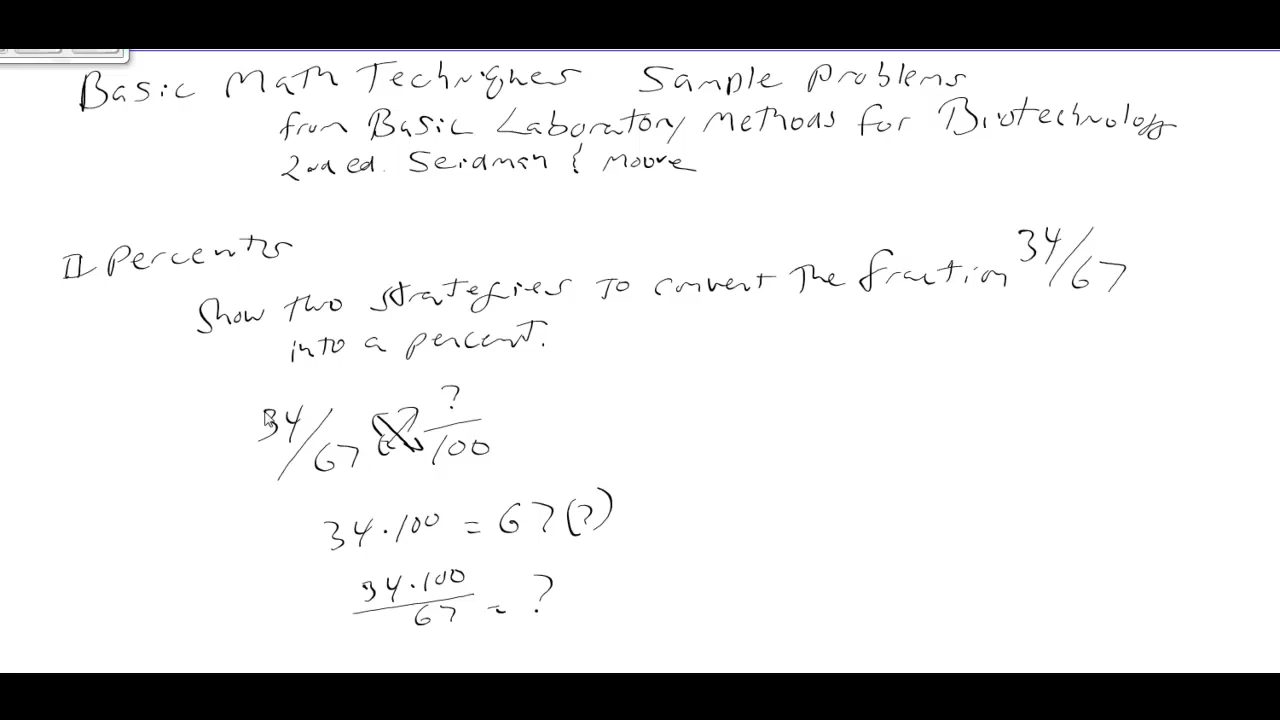 Basic Math Techniques Sample Problems
from Basic Laboratory Methods for Biotechnology
2nd ed. Seidman & Moore
II Percents
Show two strategies to convert the fraction 34/67
into a percent.
34/67 ?/100
34·100 = 67(?)
34·100/67 = ?